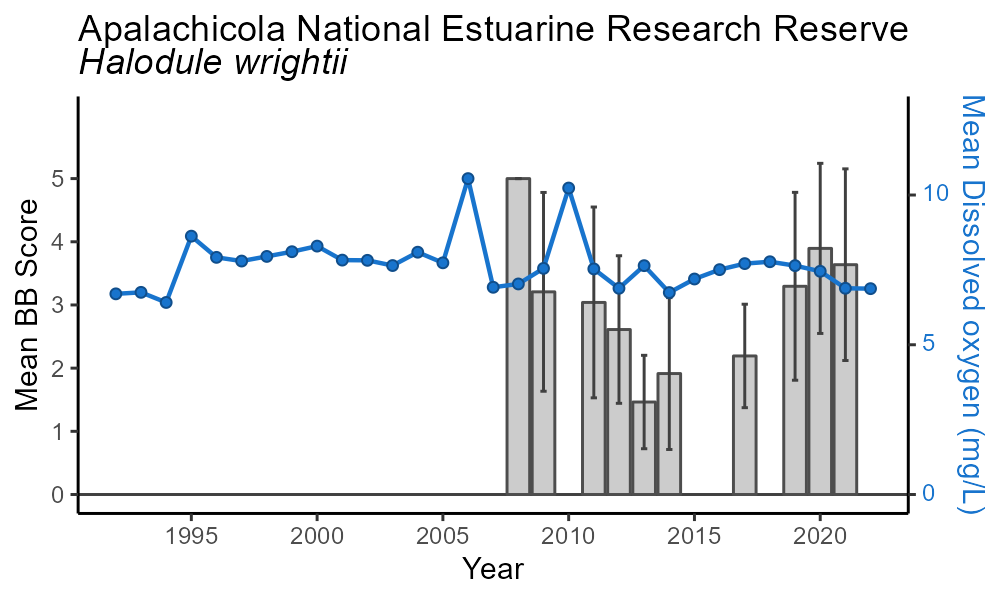 Apalachicola National Estuarine Research Reserve
Halodule wrightii
Mean BB Score
5
4
3
2
1
0
10
5
0
Mean Dissolved oxygen (mg/L)
1995 2000 2005 2010 2015 2020
Year